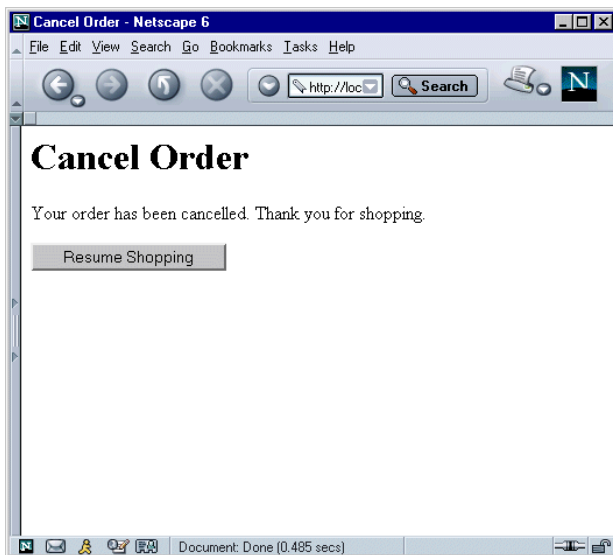 Cancel Order - Netscape 6
File Edit View Search Go Bookmarks Tasks Help
http://loc Search N
Cancel Order
Your order has been cancelled. Thank you for shopping.
Resume Shopping
Document: Done (0.485 secs)